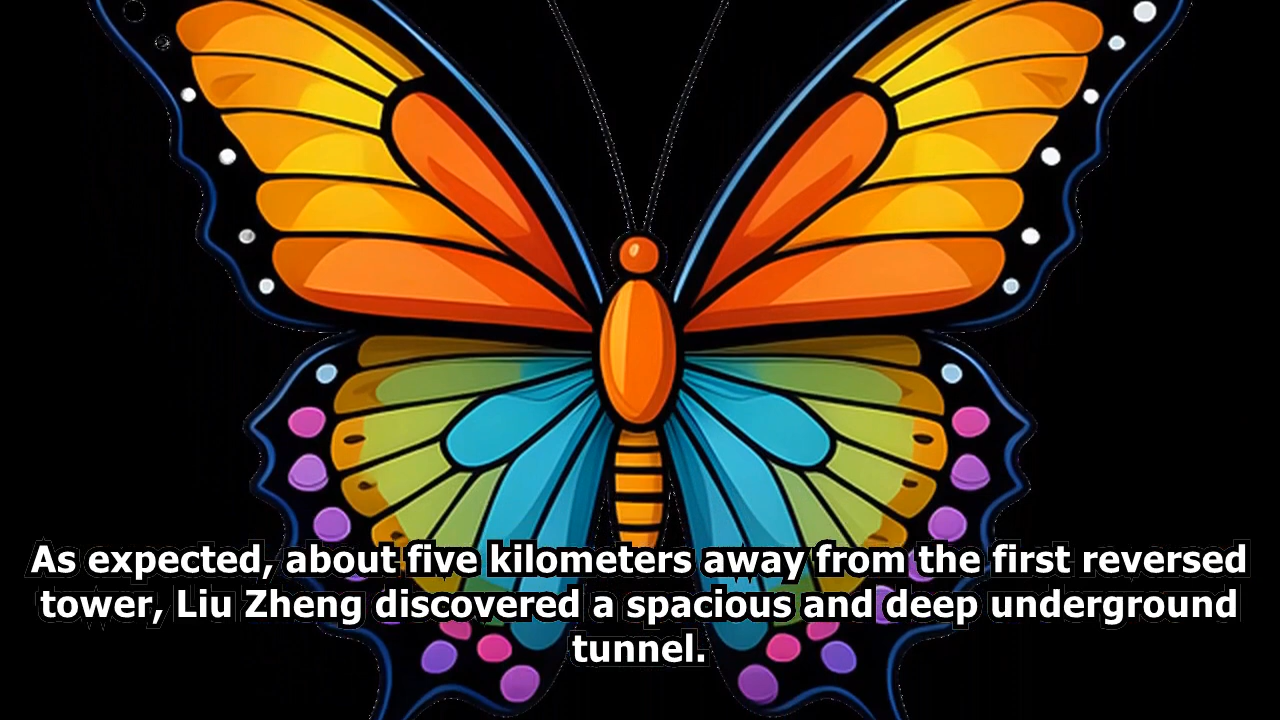 As expected, about five kilometers away from the first reversed
tower, Liu Zheng discovered a spacious and deep underground
tunnel.